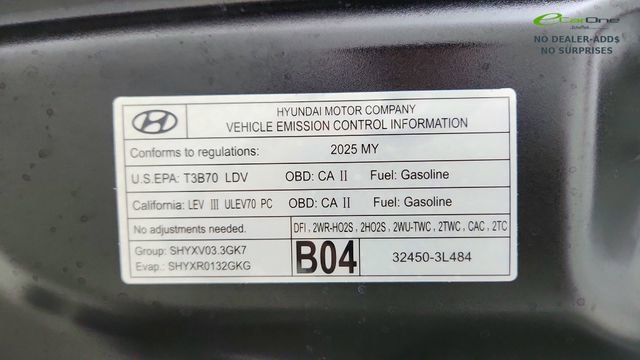 eCarOne
NO DEALER-ADD$
NO $URPRI$E$
HYUNDAI MOTOR COMPANY
VEHICLE EMISSION CONTROL INFORMATION
Conforms to regulations: 2025 MY
U.S.EPA: T3B70 LDV OBD: CA II Fuel: Gasoline
California: LEV III ULEV70 PC OBD: CA II Fuel: Gasoline
No adjustments needed. DFI, 2WR-HO2S, 2HO2S, 2WU-TWC, 2TWC, CAC, 2TC
Group: SHYXV03.3GK7
Evap.: SHYXR0132GKG
B04
32450-3L484